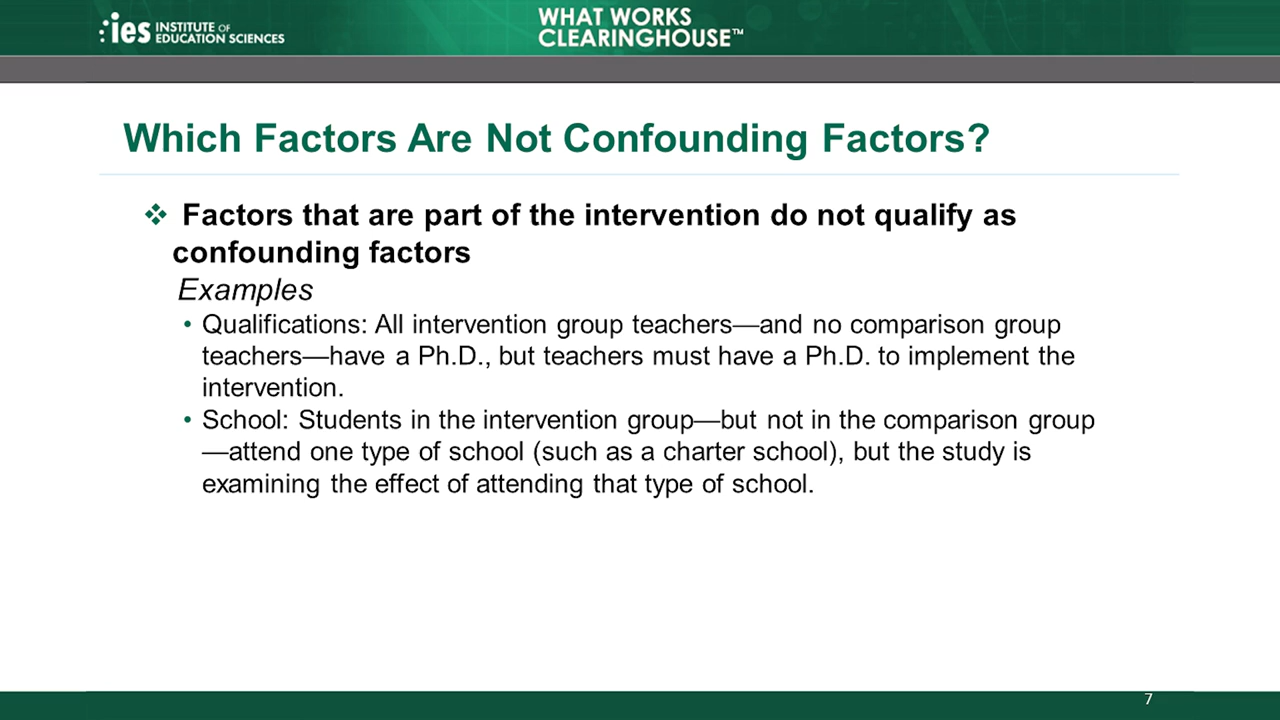 ies INSTITUTE OF
EDUCATION SCIENCES
WHAT WORKS
CLEARINGHOUSE™
Which Factors Are Not Confounding Factors?
❖ Factors that are part of the intervention do not qualify as
confounding factors
Examples
• Qualifications: All intervention group teachers—and no comparison group
teachers—have a Ph.D., but teachers must have a Ph.D. to implement the
intervention.
• School: Students in the intervention group—but not in the comparison group
—attend one type of school (such as a charter school), but the study is
examining the effect of attending that type of school.
7